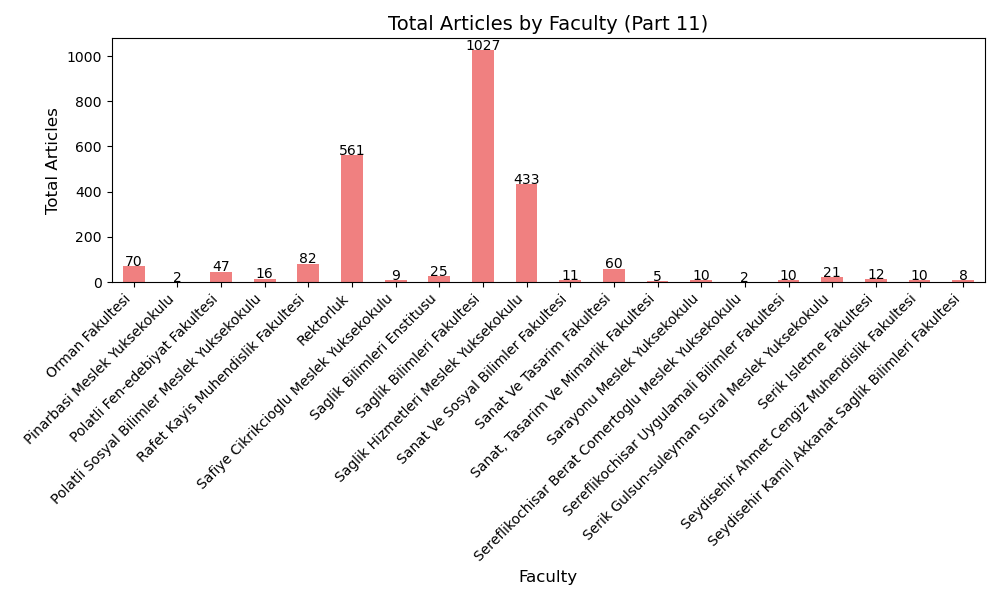 Total Articles by Faculty (Part 11)
Total Articles
1000
800
600
400
200
0
70
2
47
16
82
561
9
25
1027
433
11
60
5
10
2
10
21
12
10
8
Orman Fakultesi
Pinarbasi Meslek Yuksekokulu
Polatli Fen-edebiyat Fakultesi
Polatli Sosyal Bilimler Meslek Yuksekokulu
Rafet Kayis Muhendislik Fakultesi
Rektorluk
Safiye Cikrikcioglu Meslek Yuksekokulu
Saglik Bilimleri Enstitusu
Saglik Bilimleri Fakultesi
Saglik Hizmetleri Meslek Yuksekokulu
Sanat Ve Sosyal Bilimler Fakultesi
Sanat Ve Tasarim Fakultesi
Sanat, Tasarim Ve Mimarlik Fakultesi
Sarayonu Meslek Yuksekokulu
Sereflikochisar Berat Comertoglu Meslek Yuksekokulu
Sereflikochisar Uygulamali Bilimler Fakultesi
Serik Gulsun-suleyman Sural Meslek Yuksekokulu
Serik Isletme Fakultesi
Seydisehir Ahmet Cengiz Muhendislik Fakultesi
Seydisehir Kamil Akkanat Saglik Bilimleri Fakultesi
Faculty